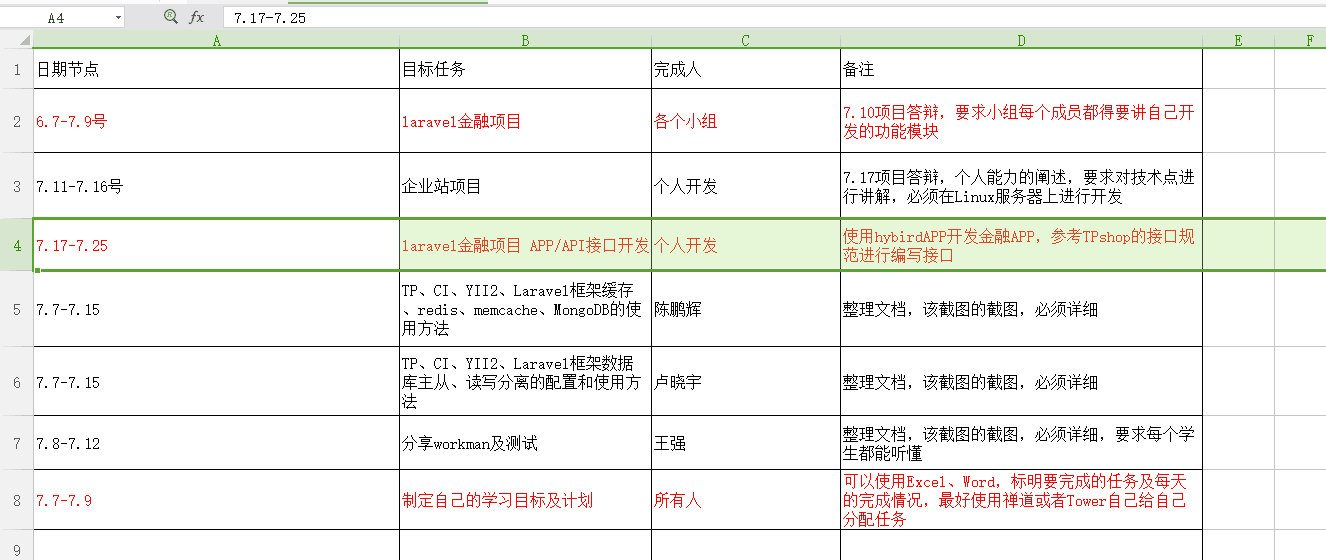 A4 fx 7.17-7.25
A B C D E F
1 日期节点 目标任务 完成人 备注
2 6.7-7.9号 laravel金融项目 各个小组 7.10项目答辩,要求小组每个成员都得要讲自己开
发的功能模块
3 7.11-7.16号 企业站项目 个人开发 7.17项目答辩,个人能力的阐述,要求对技术点进
行讲解,必须在Linux服务器上进行开发
4 7.17-7.25 laravel金融项目 APP/API接口开发 个人开发 使用hybirdAPP开发金融APP,参考TPshop的接口规
范进行编写接口
5 7.7-7.15 TP、CI、YII2、Laravel框架缓存
、redis、memcache、MongoDB的使
用方法
陈鹏辉 整理文档,该截图的截图,必须详细
6 7.7-7.15 TP、CI、YII2、Laravel框架数据
库主从、读写分离的配置和使用方
法
卢晓宇 整理文档,该截图的截图,必须详细
7 7.8-7.12 分享workman及测试 王强 整理文档,该截图的截图,必须详细,要求每个学
生都能听懂
8 7.7-7.9 制定自己的学习目标及计划 所有人 可以使用Excel、Word,标明要完成的任务及每天
的完成情况,最好使用禅道或者Tower自己给自己
分配任务
9